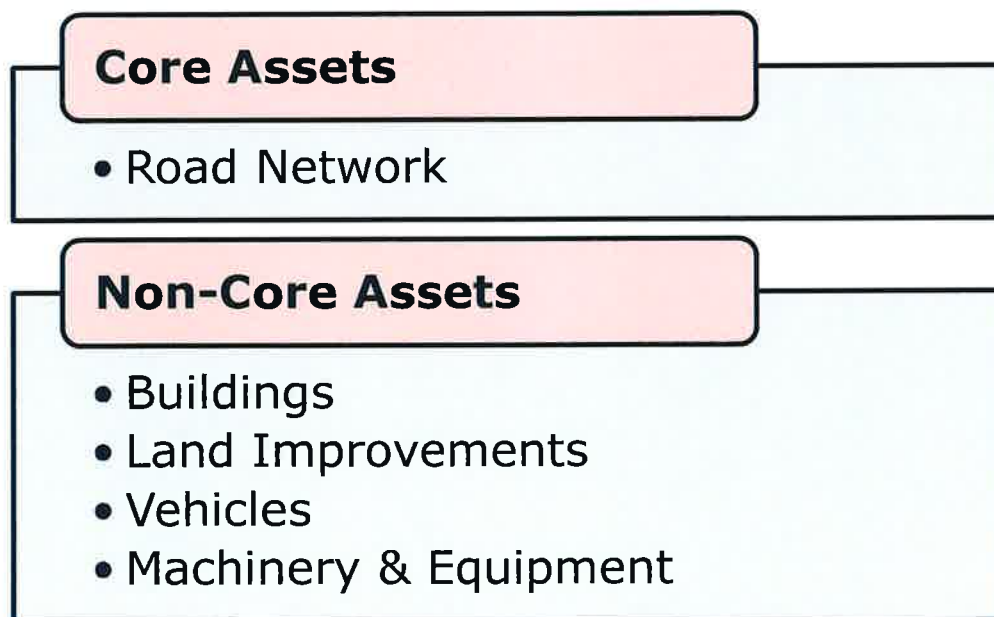 Core Assets
• Road Network
Non-Core Assets
• Buildings
• Land Improvements
• Vehicles
• Machinery & Equipment